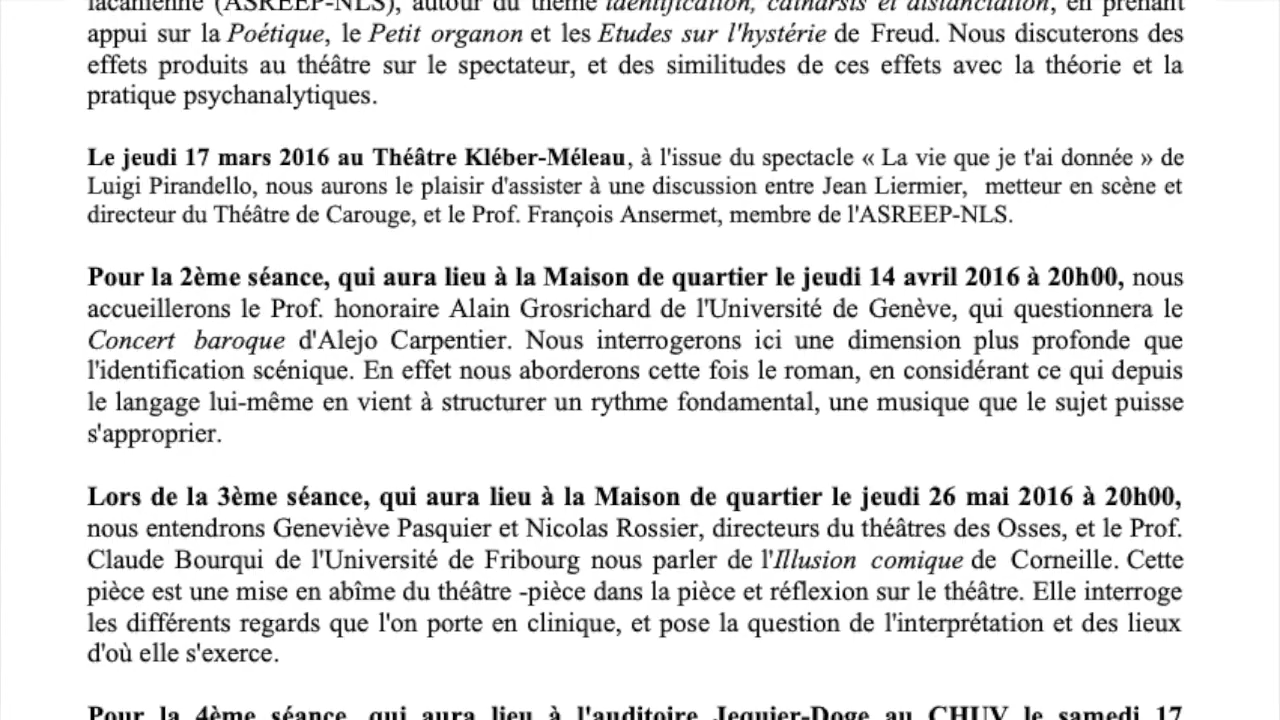 lacanienne (ASREEP-NLS), autour du thème identification, catharsis et distanciation, en prenant
appui sur la Poétique, le Petit organon et les Etudes sur l'hystérie de Freud. Nous discuterons des
effets produits au théâtre sur le spectateur, et des similitudes de ces effets avec la théorie et la
pratique psychanalytiques.
Le jeudi 17 mars 2016 au Théâtre Kléber-Méleau, à l'issue du spectacle « La vie que je t'ai donnée » de
Luigi Pirandello, nous aurons le plaisir d'assister à une discussion entre Jean Liermier, metteur en scène et
directeur du Théâtre de Carouge, et le Prof. François Ansermet, membre de l'ASREEP-NLS.
Pour la 2ème séance, qui aura lieu à la Maison de quartier le jeudi 14 avril 2016 à 20h00, nous
accueillerons le Prof. honoraire Alain Grosrichard de l'Université de Genève, qui questionnera le
Concert baroque d'Alejo Carpentier. Nous interrogerons ici une dimension plus profonde que
l'identification scénique. En effet nous aborderons cette fois le roman, en considérant ce qui depuis
le langage lui-même en vient à structurer un rythme fondamental, une musique que le sujet puisse
s'approprier.
Lors de la 3ème séance, qui aura lieu à la Maison de quartier le jeudi 26 mai 2016 à 20h00,
nous entendrons Geneviève Pasquier et Nicolas Rossier, directeurs du théâtres des Osses, et le Prof.
Claude Bourqui de l'Université de Fribourg nous parler de l'Illusion comique de Corneille. Cette
pièce est une mise en abîme du théâtre -pièce dans la pièce et réflexion sur le théâtre. Elle interroge
les différents regards que l'on porte en clinique, et pose la question de l'interprétation et des lieux
d'où elle s'exerce.
Pour la 4ème séance, qui aura lieu à l'auditoire Jequier-Doge au CHUV le samedi 17